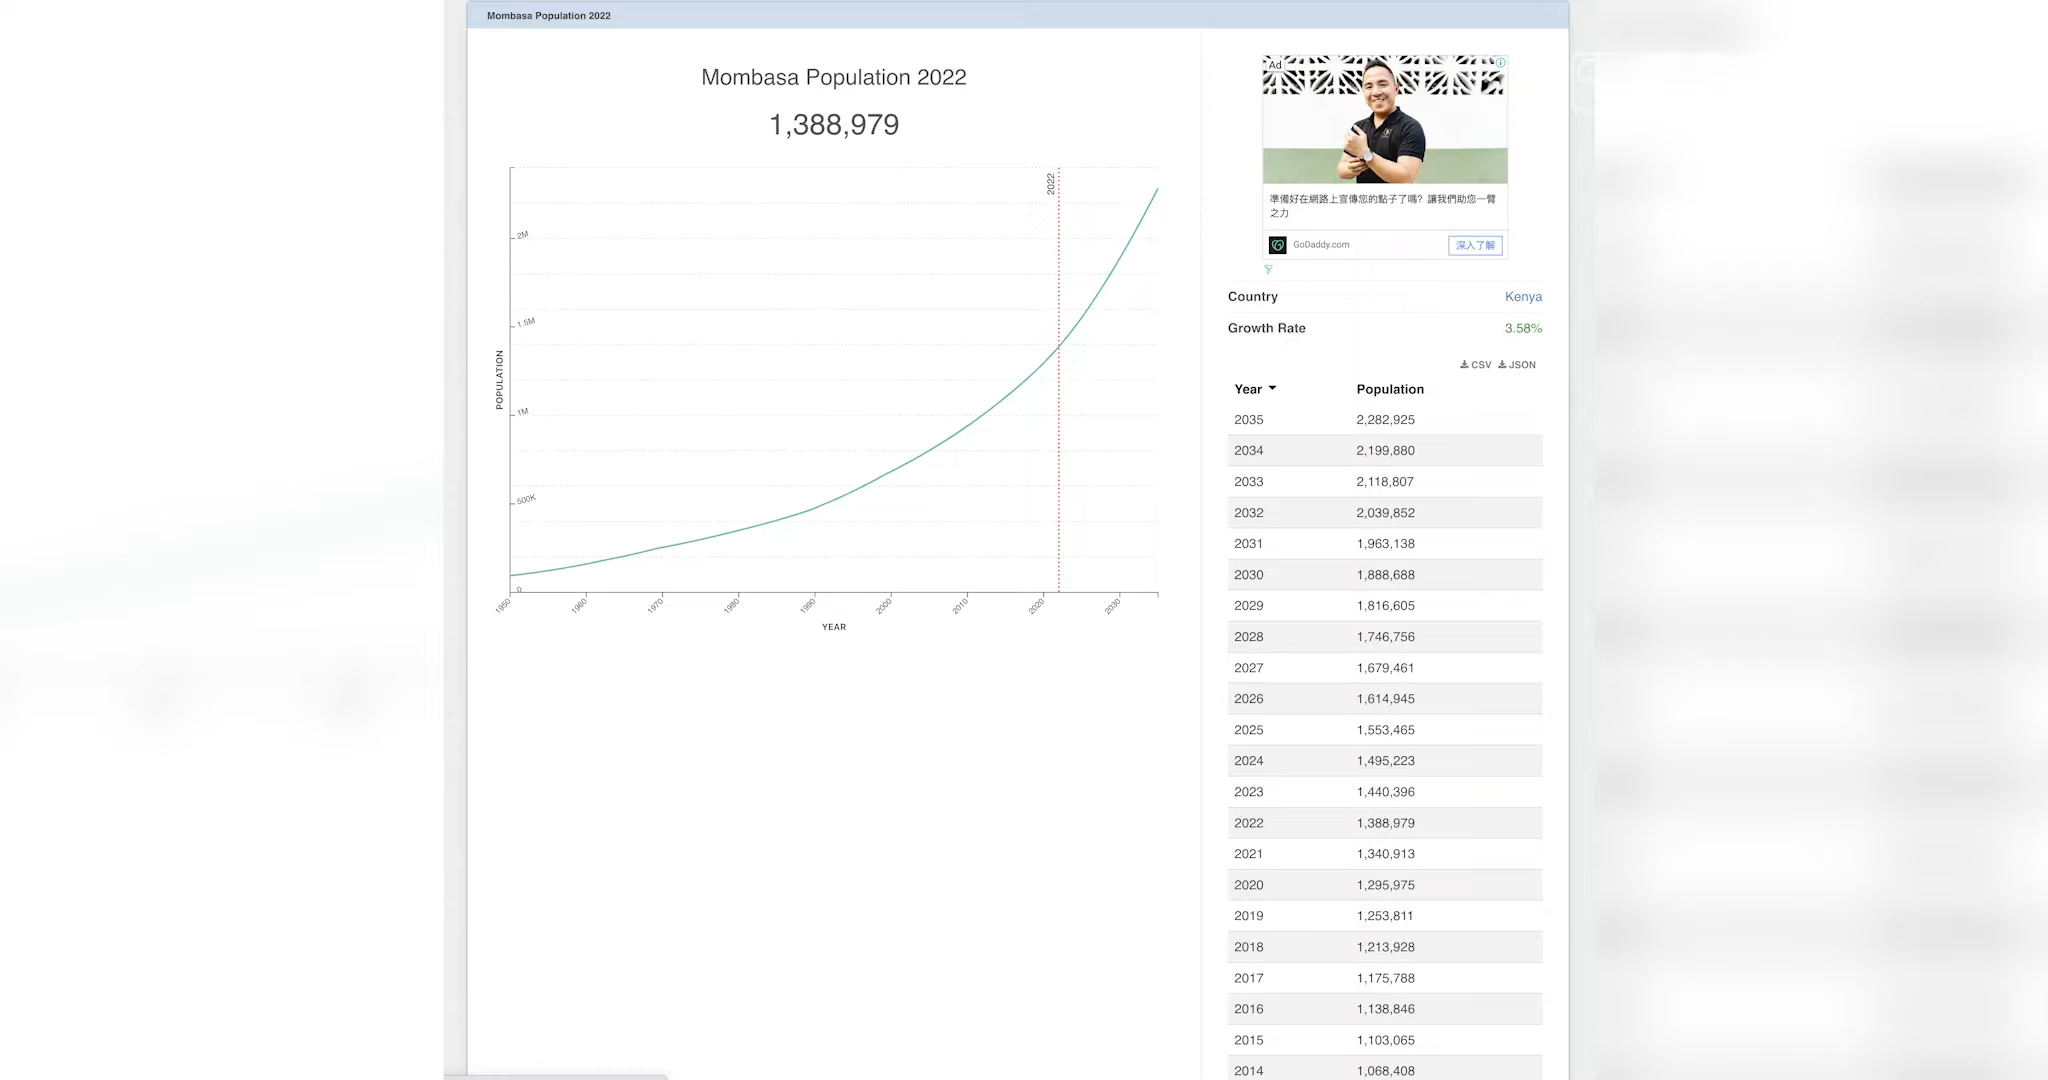 Mombasa Population 2022
Mombasa Population 2022
1,388,979
2022
2M
1.5M
1M
500K
0
POPULATION
1950
1960
1970
1980
1990
2000
2010
2020
2030
YEAR
Ad
準備好在網路上宣傳您的點子了嗎? 讓我們助您一臂
之力
GoDaddy.com
深入了解
Country Kenya
Growth Rate 3.58%
CSV JSON
Year Population
2035 2,282,925
2034 2,199,880
2033 2,118,807
2032 2,039,852
2031 1,963,138
2030 1,888,688
2029 1,816,605
2028 1,746,756
2027 1,679,461
2026 1,614,945
2025 1,553,465
2024 1,495,223
2023 1,440,396
2022 1,388,979
2021 1,340,913
2020 1,295,975
2019 1,253,811
2018 1,213,928
2017 1,175,788
2016 1,138,846
2015 1,103,065
2014 1,068,408